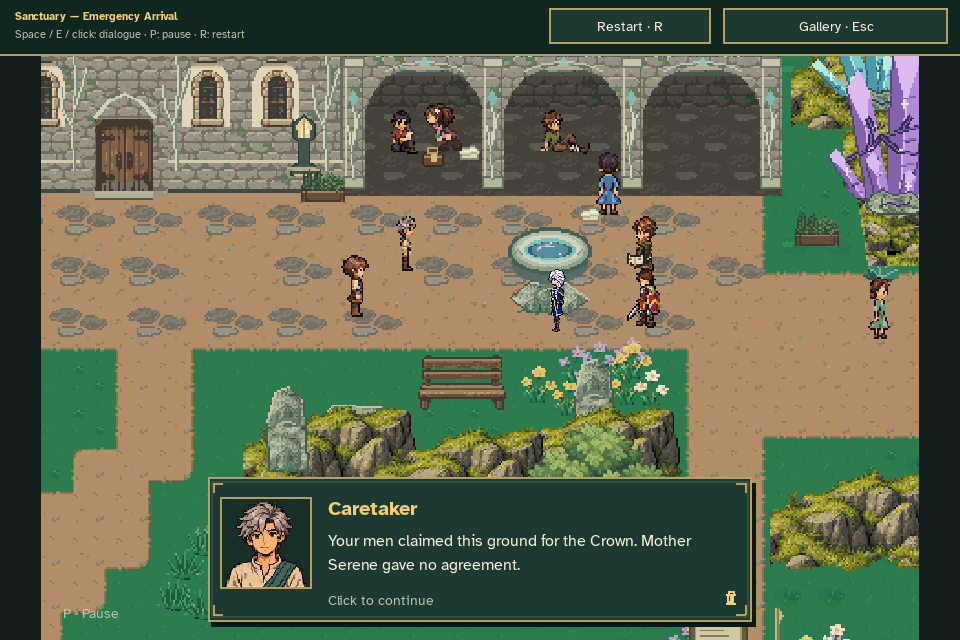 Sanctuary — Emergency Arrival
Space / E / click: dialogue · P: pause · R: restart
Restart · R
Gallery · Esc
Caretaker
Your men claimed this ground for the Crown. Mother
Serene gave no agreement.
Click to continue
P · Pause